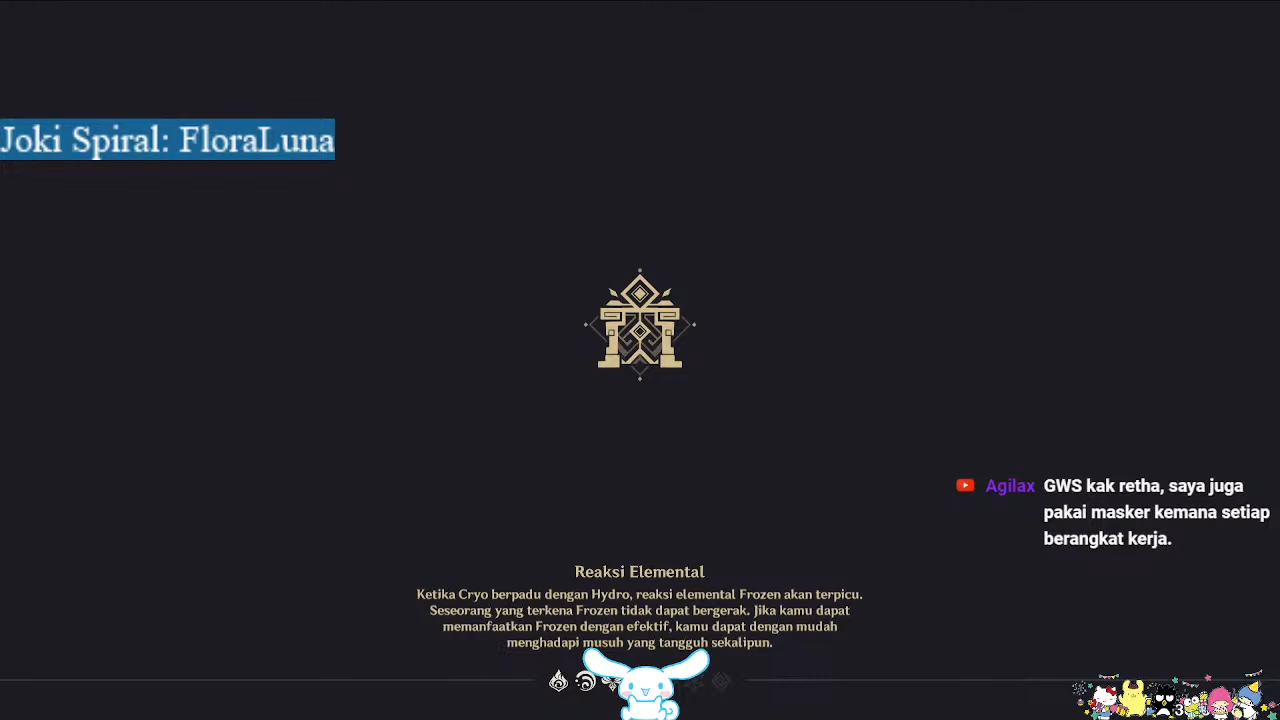 Joki Spiral: FloraLuna
Agilax GWS kak retha, saya juga
pakai masker kemana setiap
berangkat kerja.
Reaksi Elemental
Ketika Cryo berpadu dengan Hydro, reaksi elemental Frozen akan terpicu.
Seseorang yang terkena Frozen tidak dapat bergerak. Jika kamu dapat
memanfaatkan Frozen dengan efektif, kamu dapat dengan mudah
menghadapi musuh yang tangguh sekalipun.
3